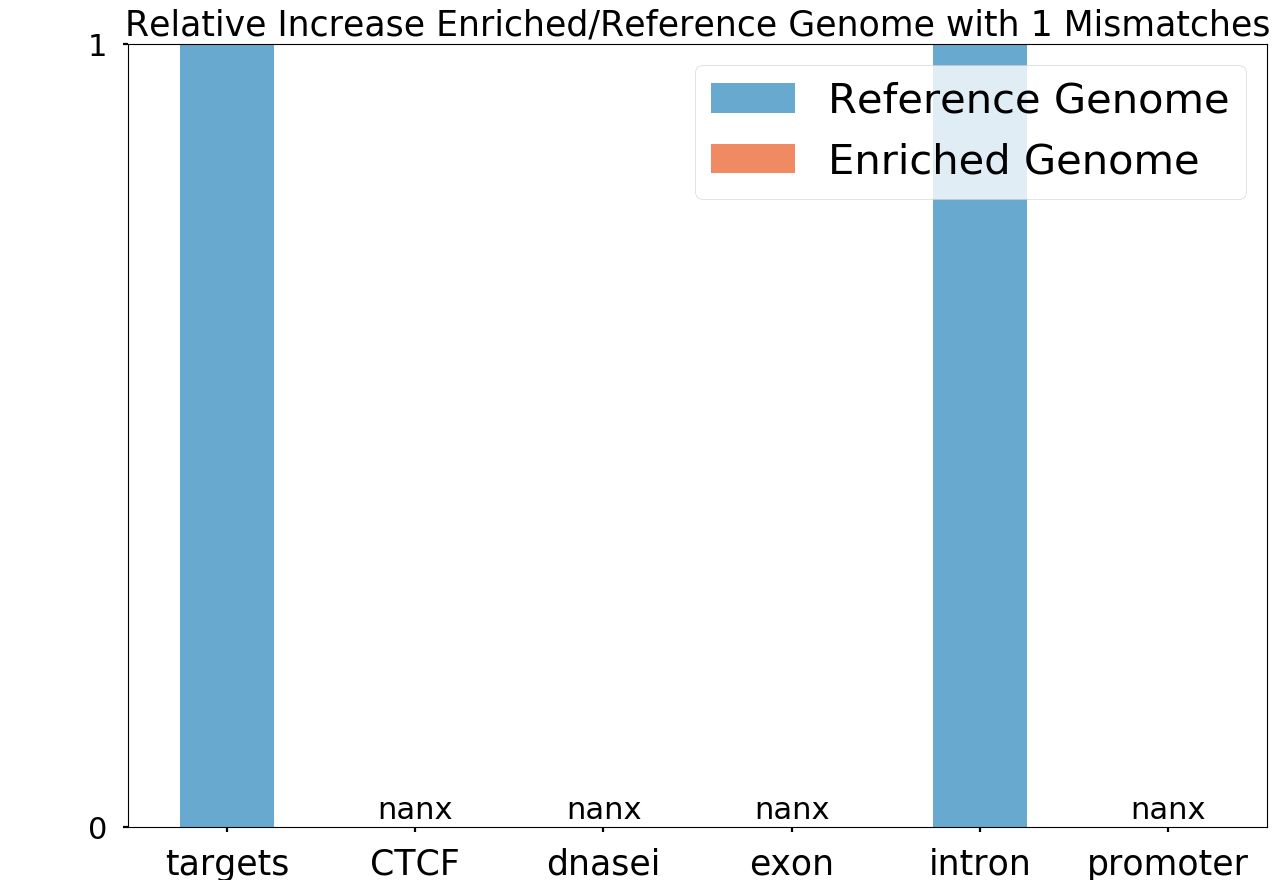 Relative Increase Enriched/Reference Genome with 1 Mismatches
1
Reference Genome
Enriched Genome
nanx nanx nanx nanx
0
targets CTCF dnasei exon intron promoter